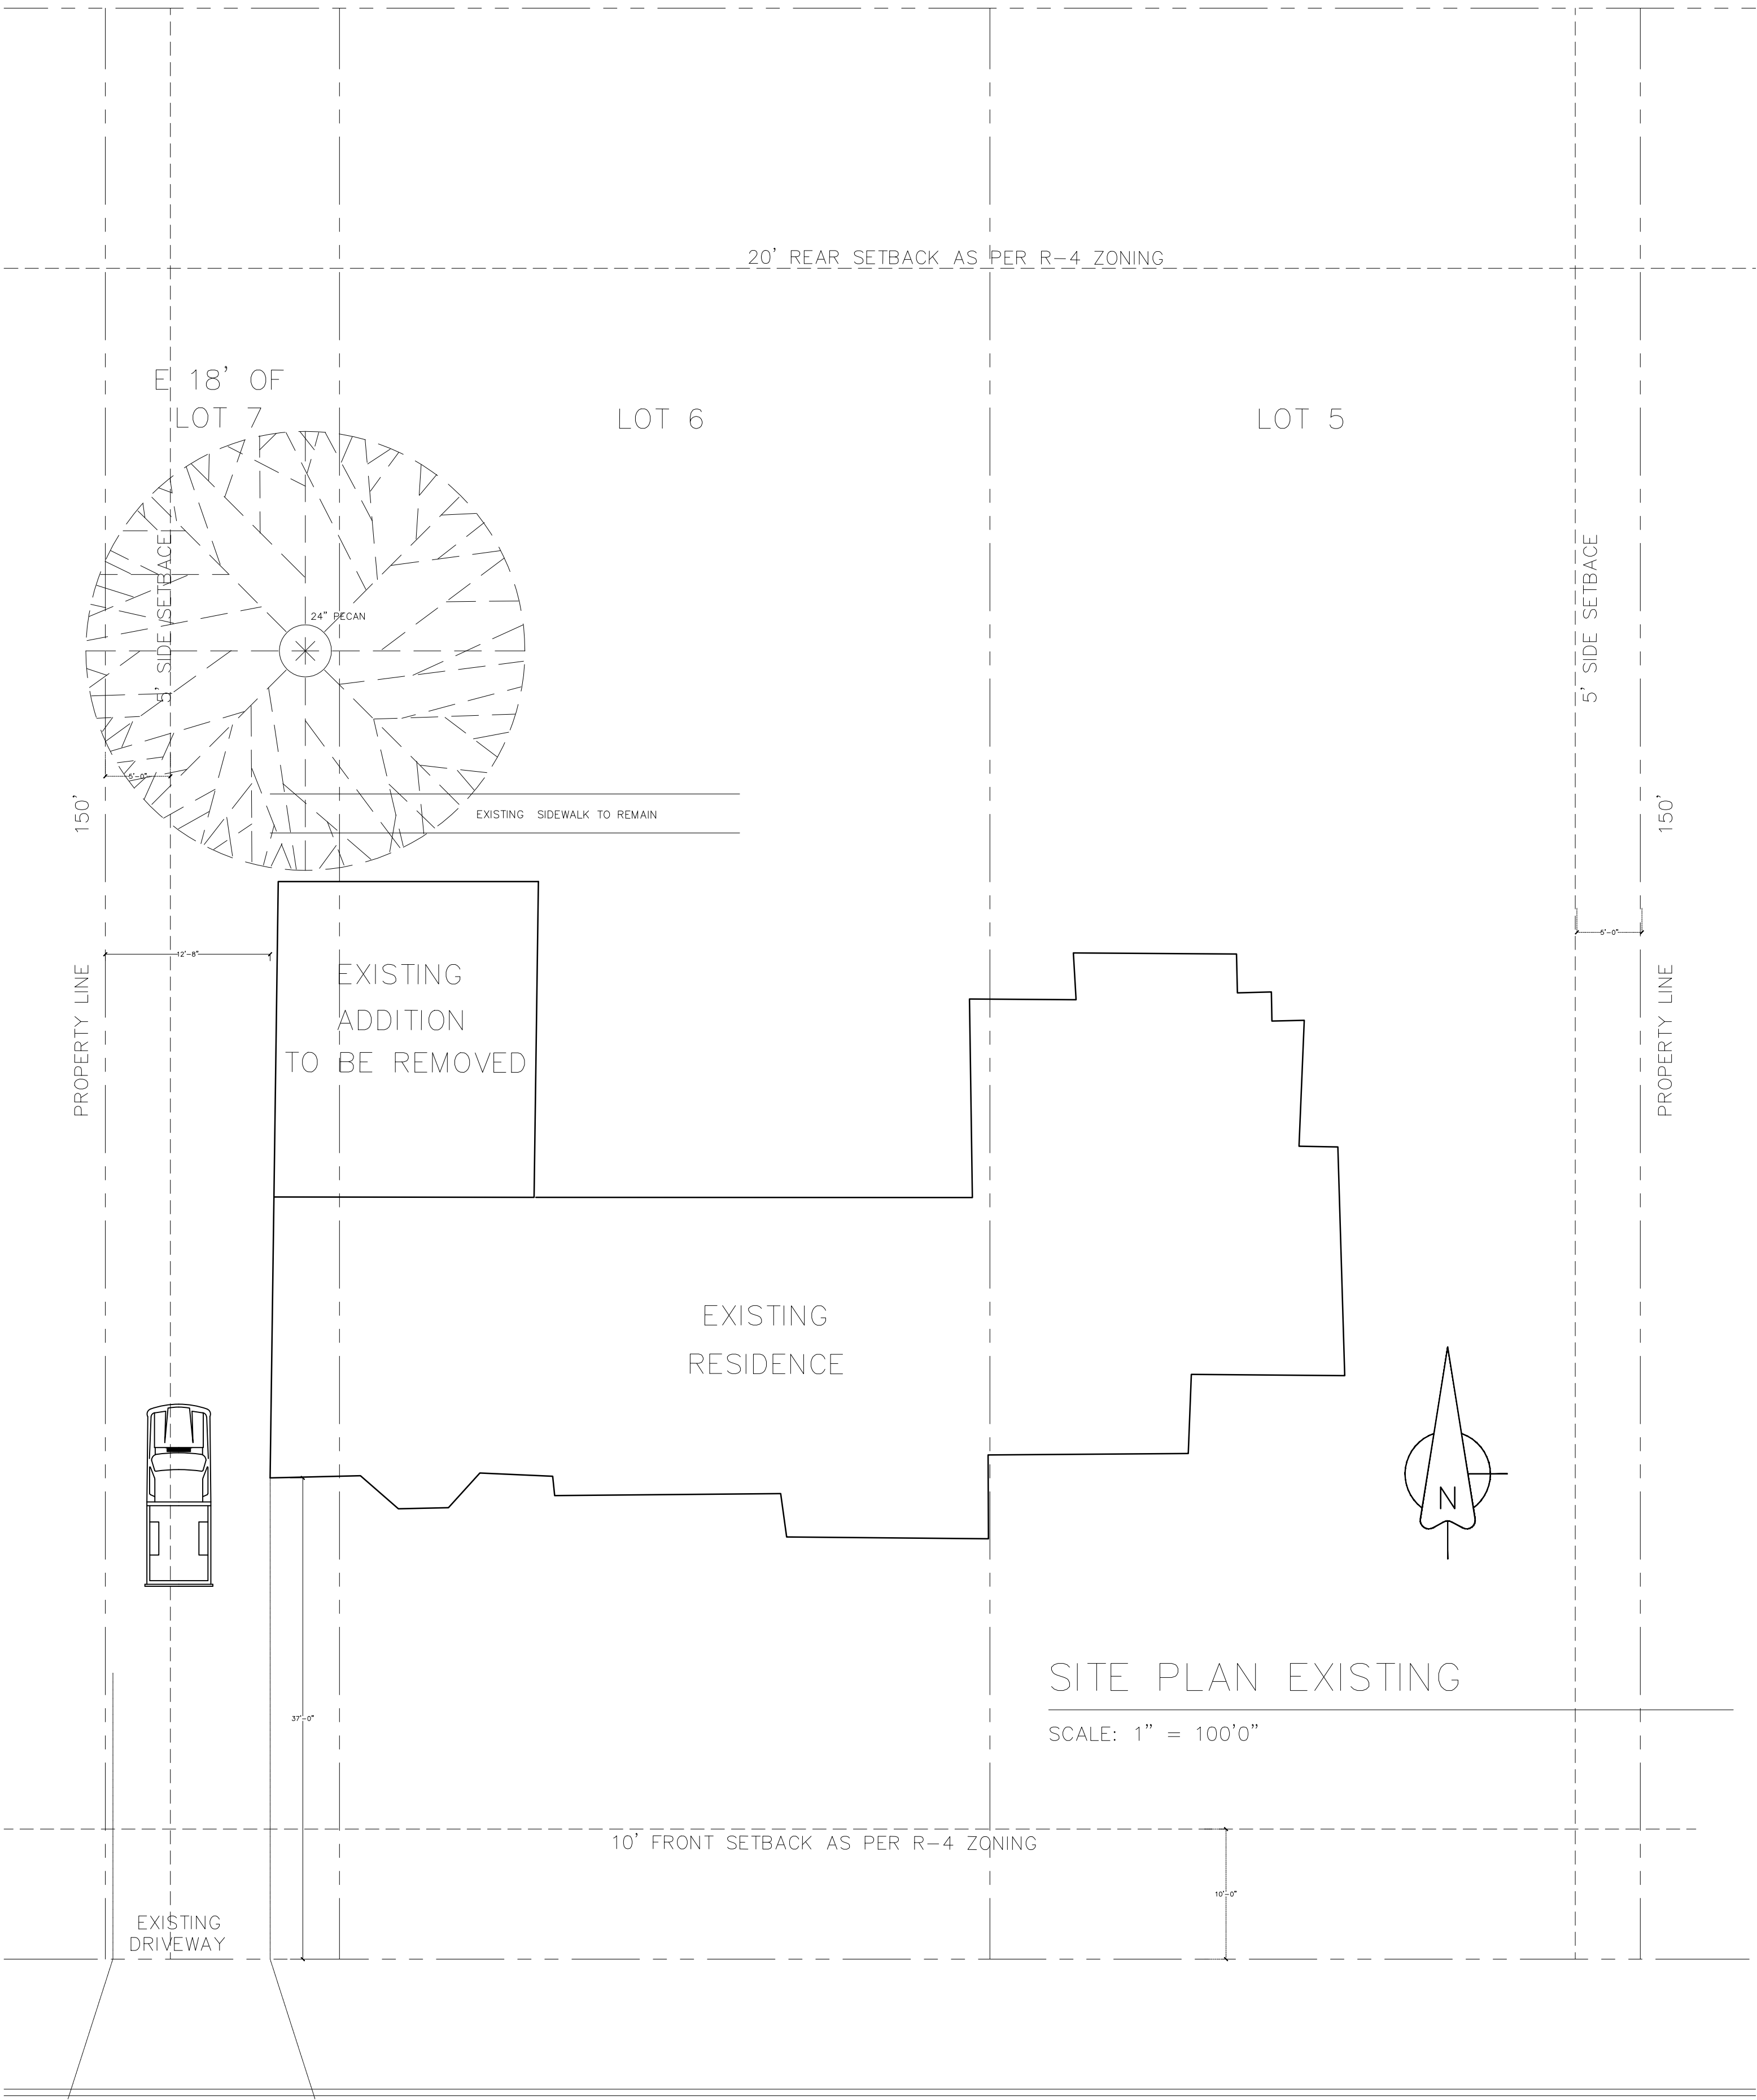 20' REAR SETBACK AS PER R-4 ZONING
E 18' OF
LOT 7
LOT 6
LOT 5
5' SIDE SETBACE
5' SIDE SETBACE
24" PECAN
5'-0"
150'
150'
EXISTING SIDEWALK TO REMAIN
5'-0"
12'-8"
PROPERTY LINE
PROPERTY LINE
EXISTING
ADDITION
TO BE REMOVED
EXISTING
RESIDENCE
N
SITE PLAN EXISTING
SCALE: 1" = 100'0"
37'-0"
10' FRONT SETBACK AS PER R-4 ZONING
10'-0"
EXISTING
DRIVEWAY